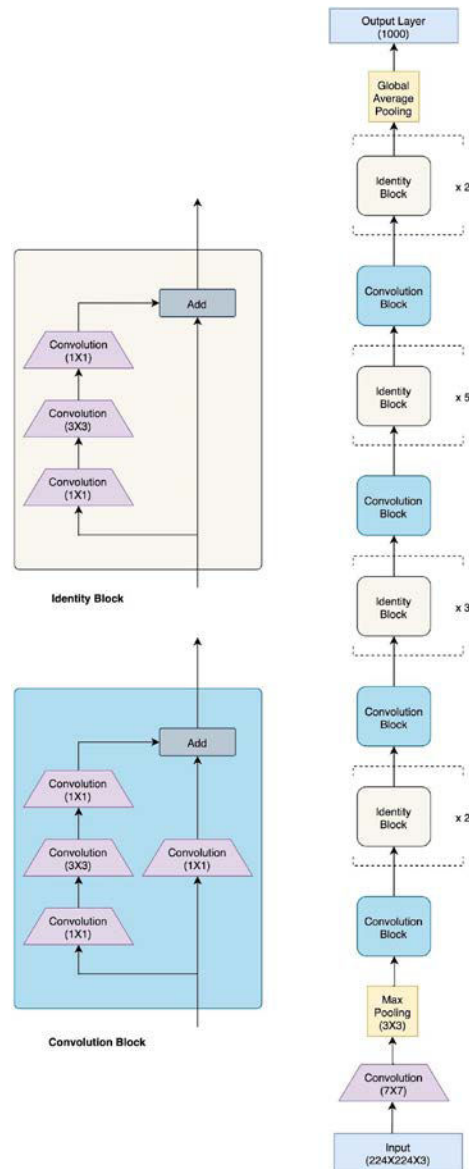 Output Layer
(1000)
Global
Average
Pooling
Identity
Block
x 2
Convolution
Block
Identity
Block
x 5
Convolution
Block
Identity
Block
x 3
Convolution
Block
Identity
Block
x 2
Convolution
Block
Max
Pooling
(3X3)
Convolution
(7X7)
Input
(224X224X3)
Add
Convolution
(1X1)
Convolution
(3X3)
Convolution
(1X1)
Identity Block
Add
Convolution
(1X1)
Convolution
(3X3)
Convolution
(1X1)
Convolution
(1X1)
Convolution Block